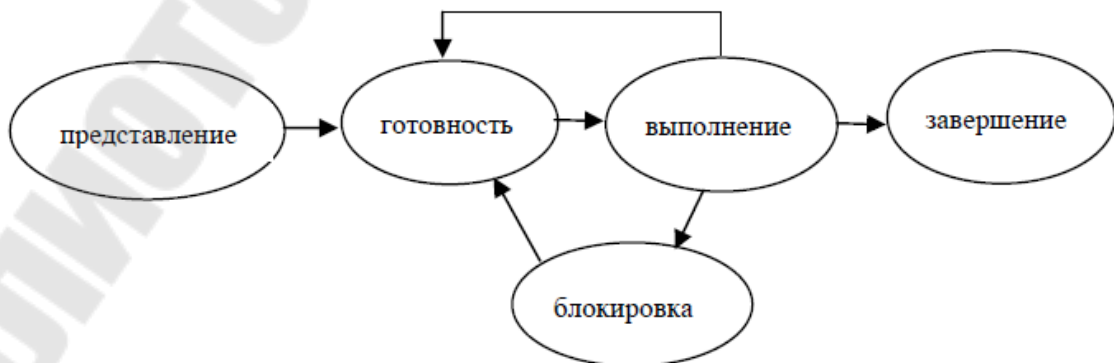 представление
готовность
выполнение
завершение
блокировка